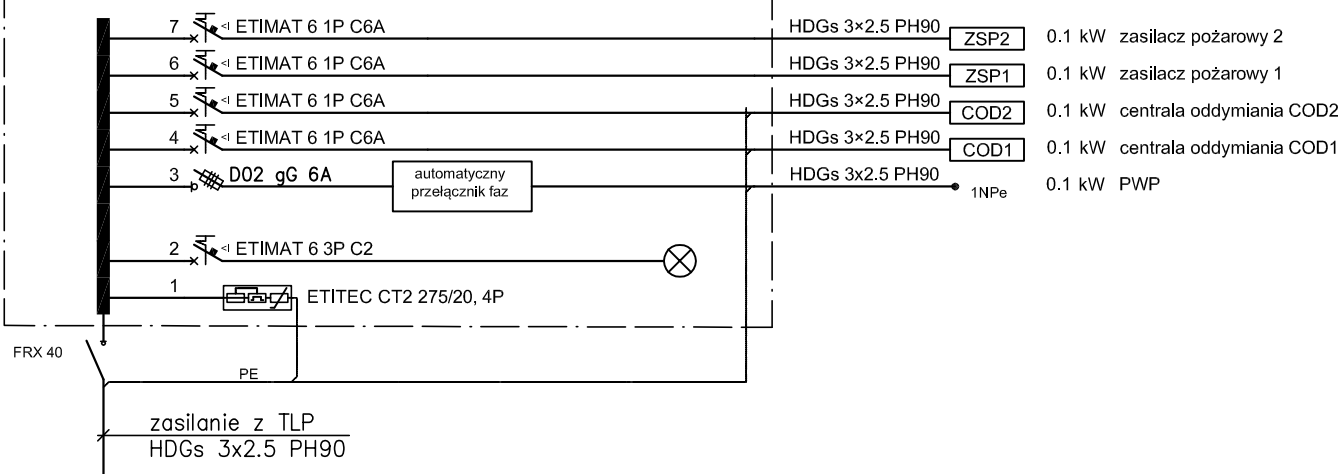 7 ETIMAT 6 1P C6A HDGs 3×2.5 PH90 ZSP2 0.1 kW zasilacz pożarowy 2
6 ETIMAT 6 1P C6A HDGs 3×2.5 PH90 ZSP1 0.1 kW zasilacz pożarowy 1
5 ETIMAT 6 1P C6A HDGs 3×2.5 PH90 COD2 0.1 kW centrala oddymiania COD2
4 ETIMAT 6 1P C6A HDGs 3×2.5 PH90 COD1 0.1 kW centrala oddymiania COD1
3 D02 gG 6A automatyczny HDGs 3x2.5 PH90 1NPe 0.1 kW PWP
przełącznik faz
2 ETIMAT 6 3P C2
1 ETITEC CT2 275/20, 4P
FRX 40
PE
zasilanie z TLP
HDGs 3x2.5 PH90